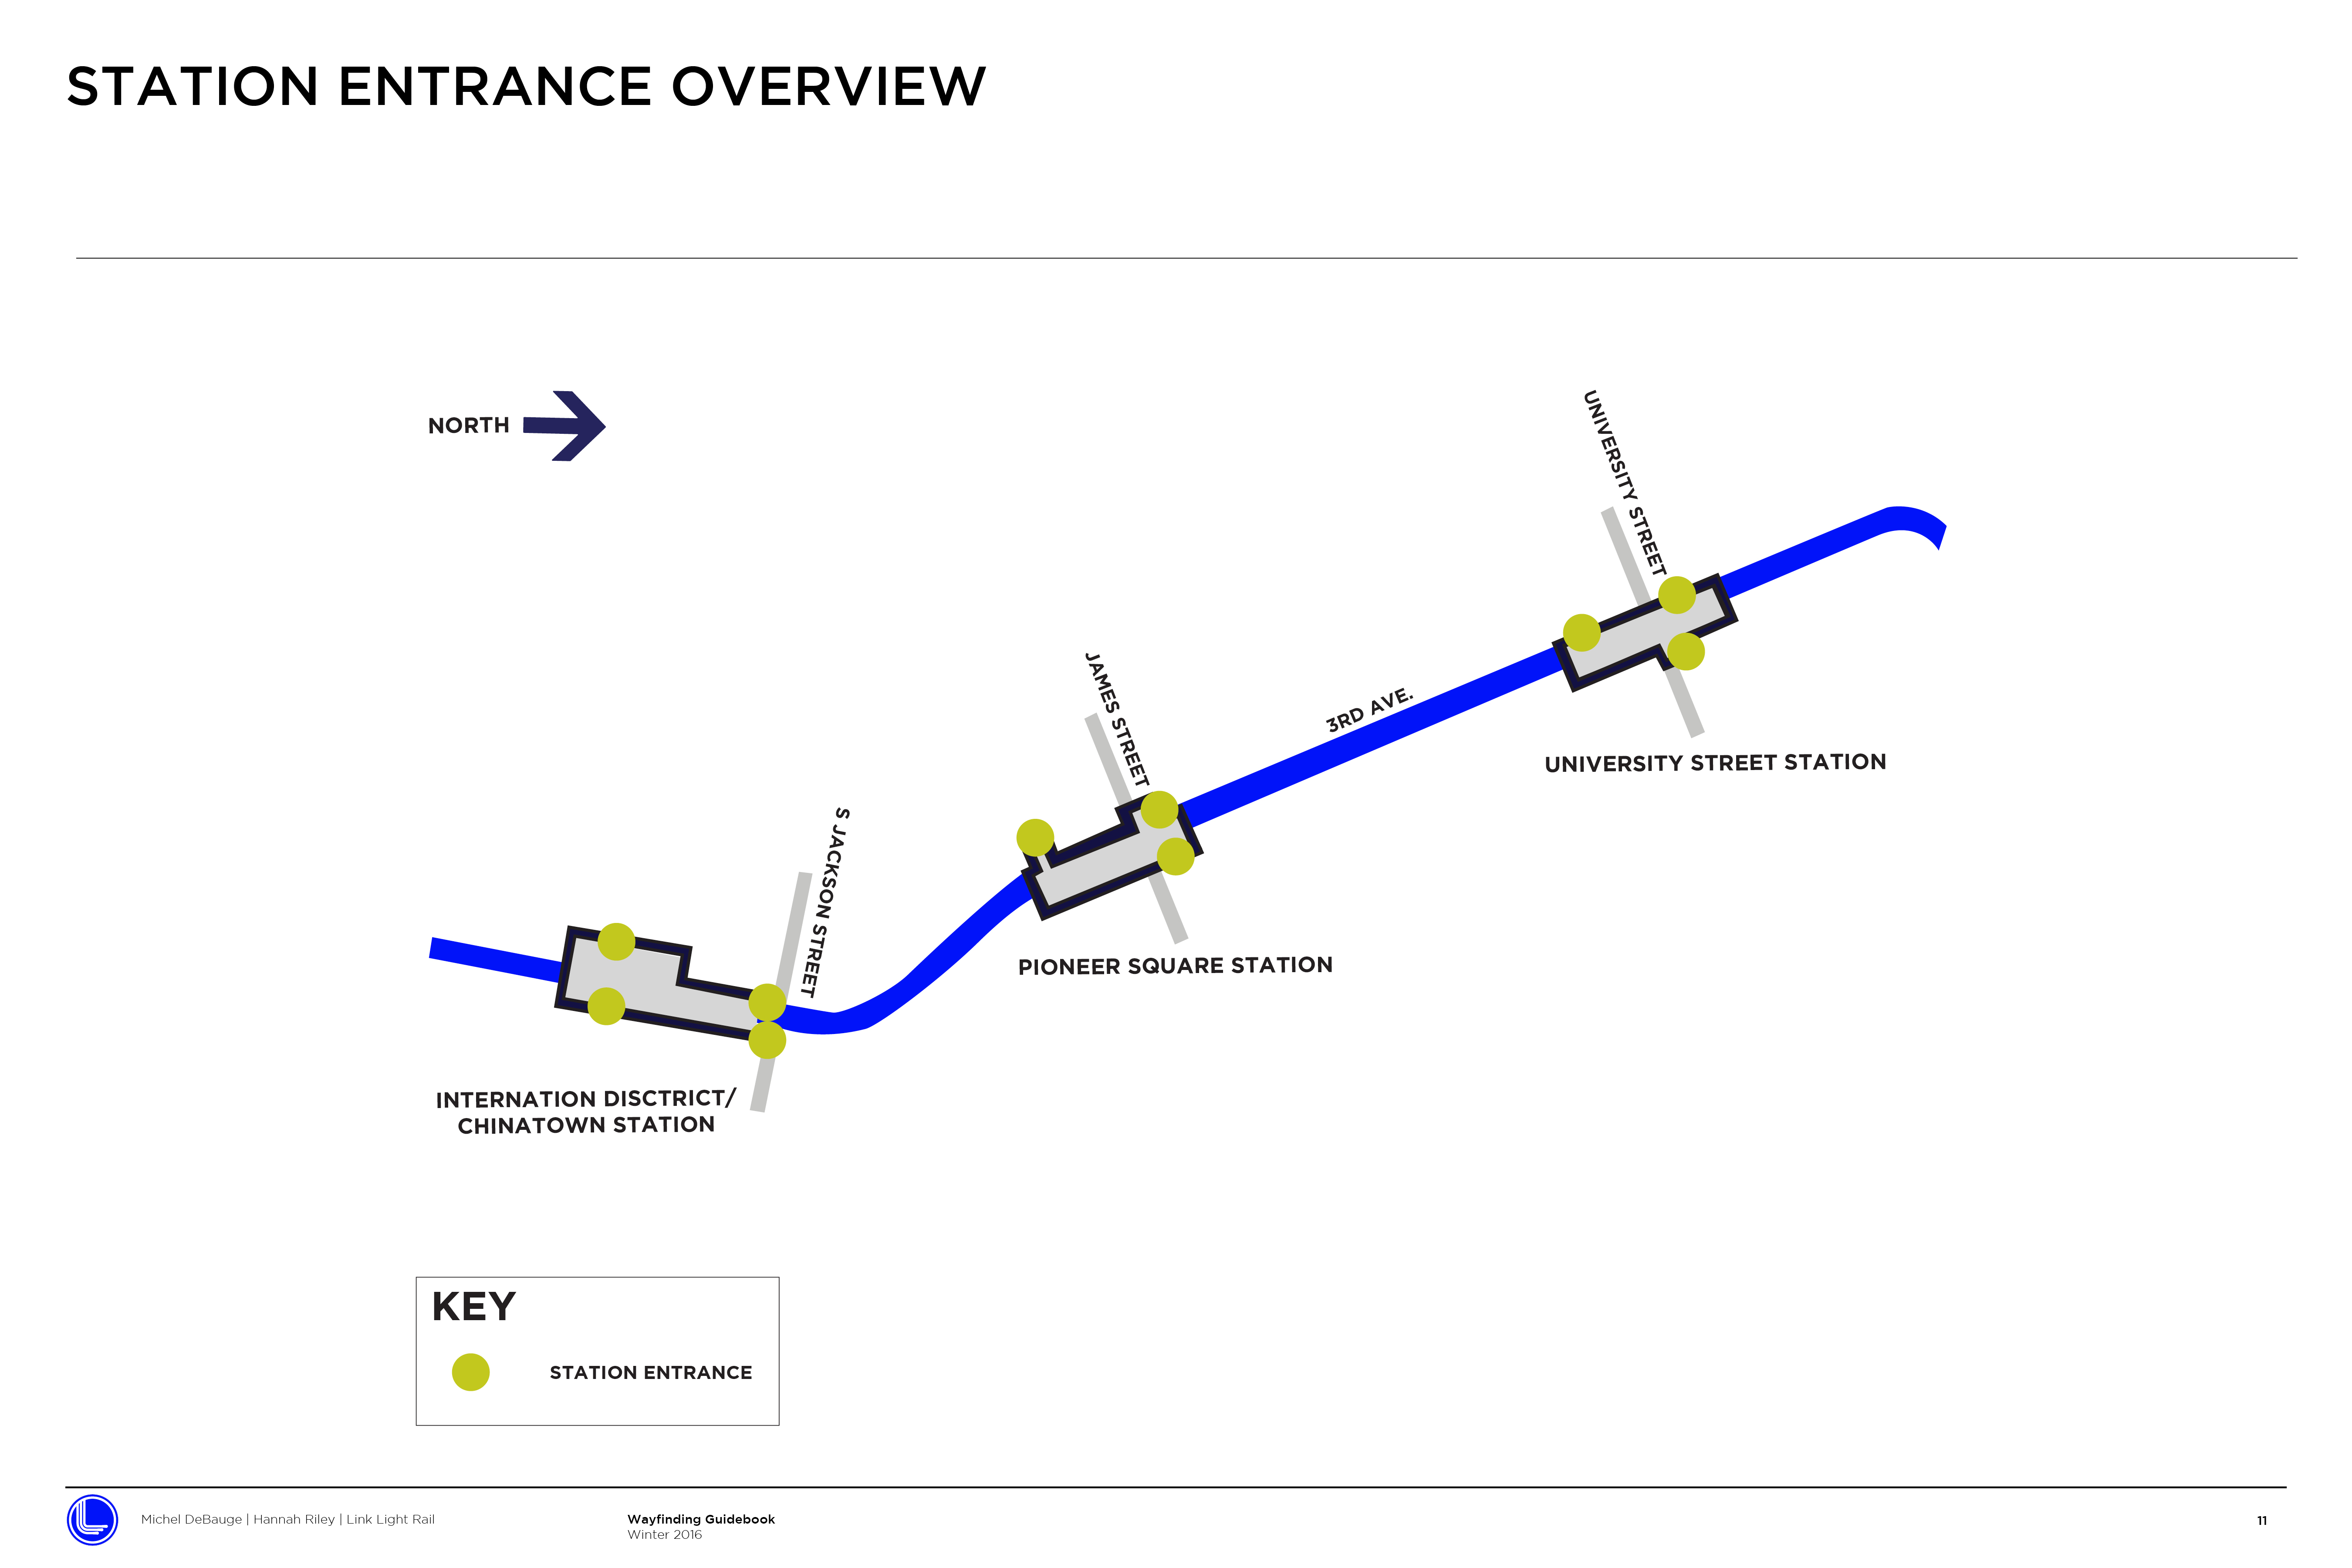 STATION ENTRANCE OVERVIEW
NORTH
UNIVERSITY STREET
JAMES STREET
3RD AVE.
UNIVERSITY STREET STATION
S JACKSON STREET
PIONEER SQUARE STATION
INTERNATION DISCTRICT/
CHINATOWN STATION
KEY
STATION ENTRANCE
Michel DeBauge | Hannah Riley | Link Light Rail
Wayfinding Guidebook
Winter 2016
11